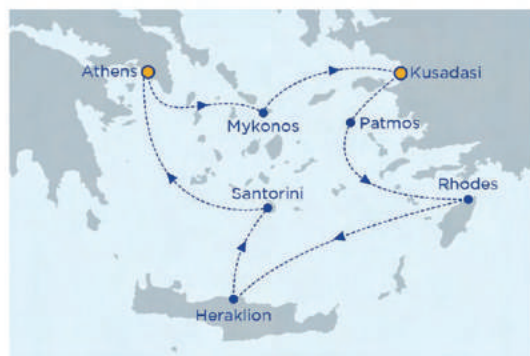 Athens
Kusadasi
Mykonos
Patmos
Rhodes
Santorini
Heraklion